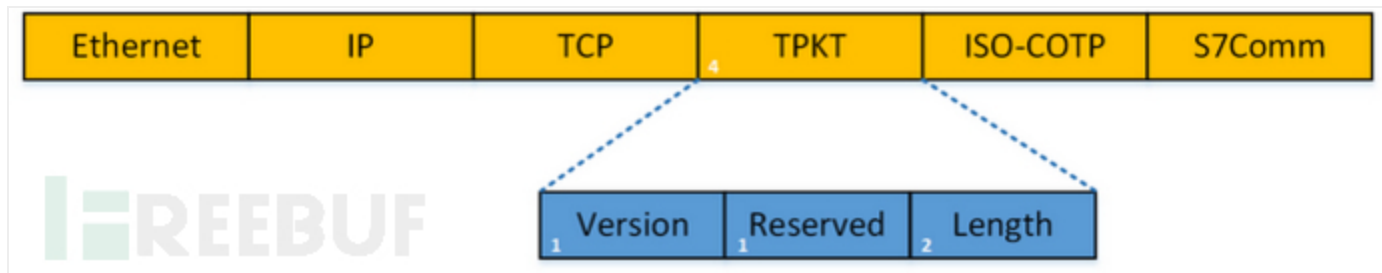 Ethernet IP TCP 4 TPKT ISO-COTP S7Comm
1 Version 1 Reserved 2 Length
FREEBUF